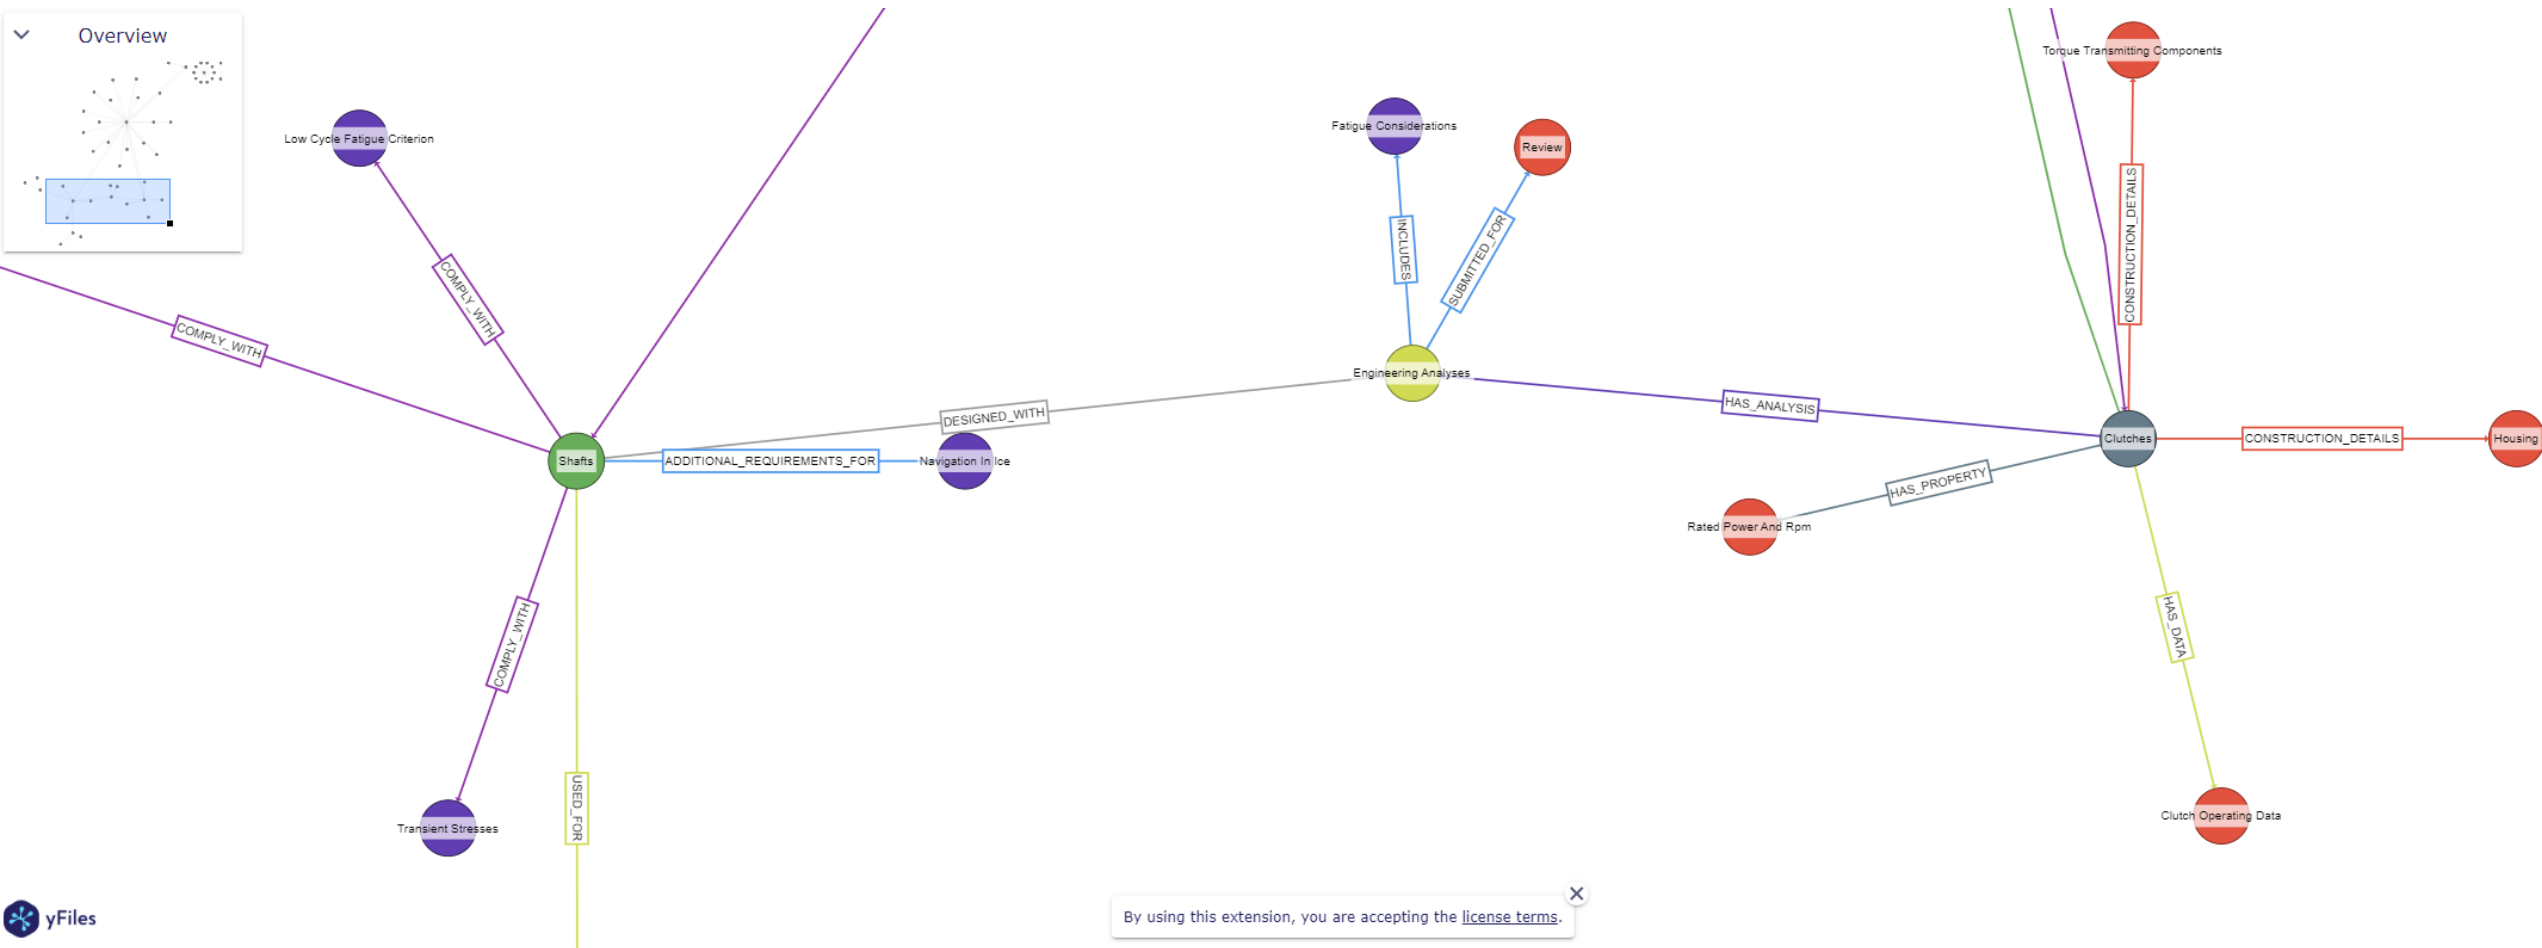 Overview
Torque Transmitting Components
Fatigue Considerations
Low Cycle Fatigue Criterion
Review
CONSTRUCTION_DETAILS
INCLUDES
SUBMITTED_FOR
COMPLY_WITH
COMPLY_WITH
Engineering Analyses
HAS_ANALYSIS
DESIGNED_WITH
Clutches
CONSTRUCTION_DETAILS
Housing
Shafts
ADDITIONAL_REQUIREMENTS_FOR
Navigation In Ice
HAS_PROPERTY
Rated Power And Rpm
HAS_DATA
COMPLY_WITH
USED_FOR
Clutch Operating Data
Transient Stresses
yFiles
By using this extension, you are accepting the license terms.